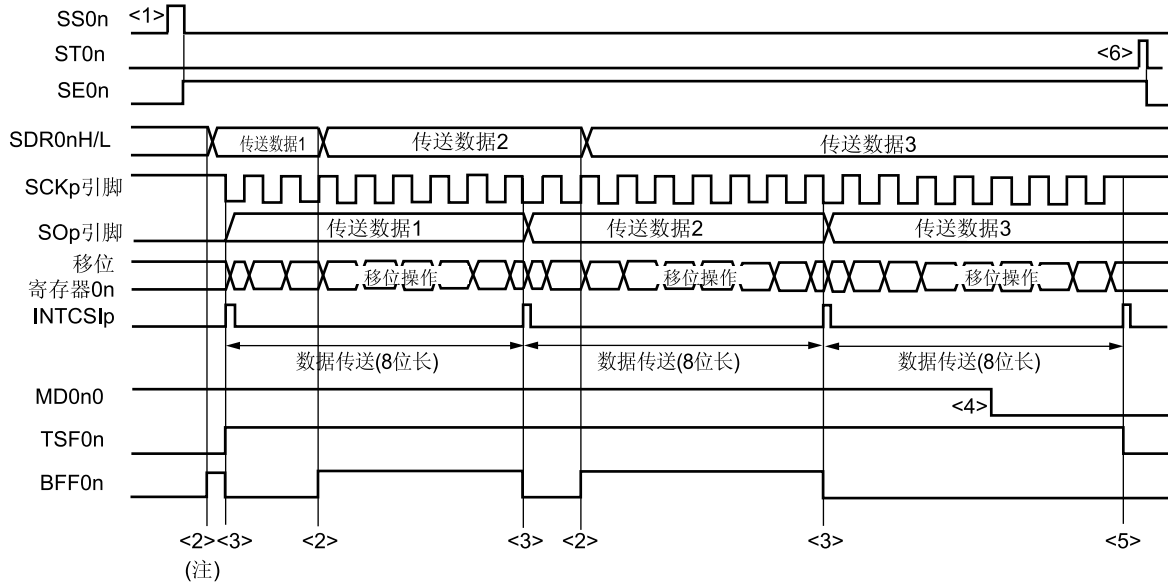 SS0n <1>
ST0n <6>
SE0n
SDR0nH/L 传送数据1 传送数据2 传送数据3
SCKp引脚
SOp引脚 传送数据1 传送数据2 传送数据3
移位
寄存器0n 移位操作 移位操作 移位操作
INTCSIp
数据传送(8位长) 数据传送(8位长) 数据传送(8位长)
MD0n0 <4>
TSF0n
BFF0n
<2> <3> <2> <3> <2> <3> <5>
(注)